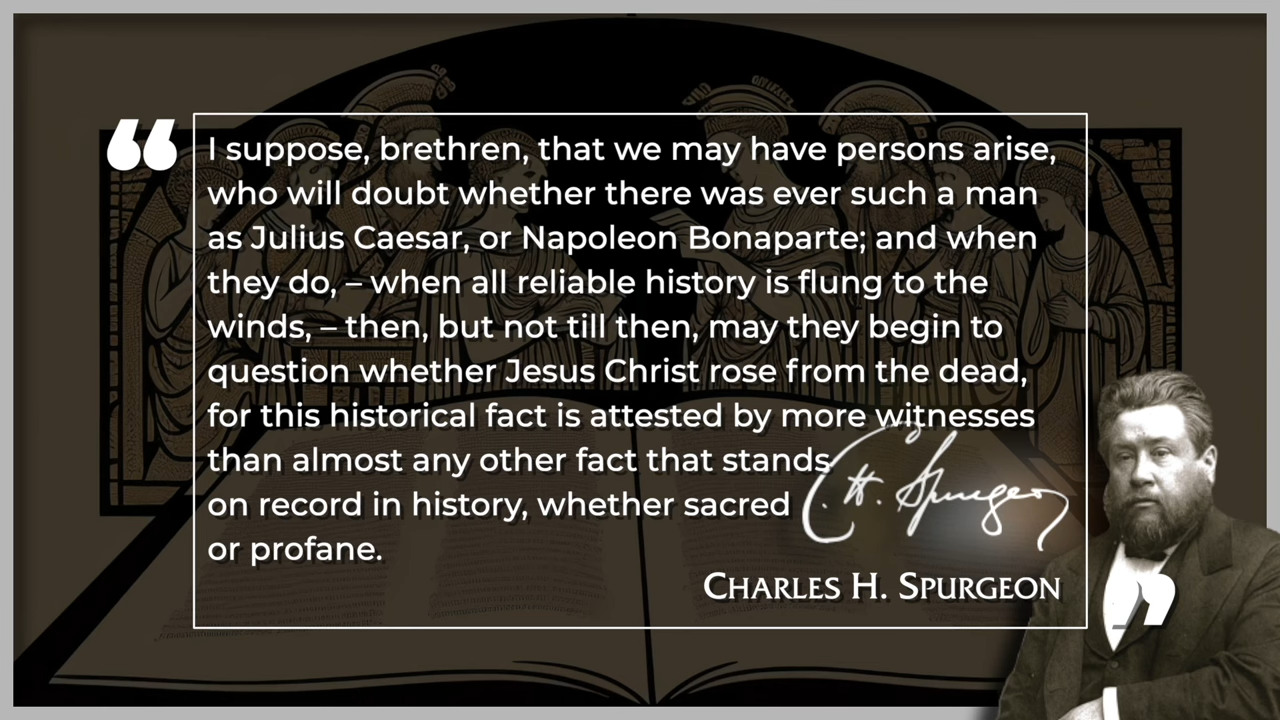 “
I suppose, brethren, that we may have persons arise,
who will doubt whether there was ever such a man
as Julius Caesar, or Napoleon Bonaparte; and when
they do, – when all reliable history is flung to the
winds, – then, but not till then, may they begin to
question whether Jesus Christ rose from the dead,
for this historical fact is attested by more witnesses
than almost any other fact that stands
on record in history, whether sacred
or profane.
C. H. Spurgeon
CHARLES H. SPURGEON
”